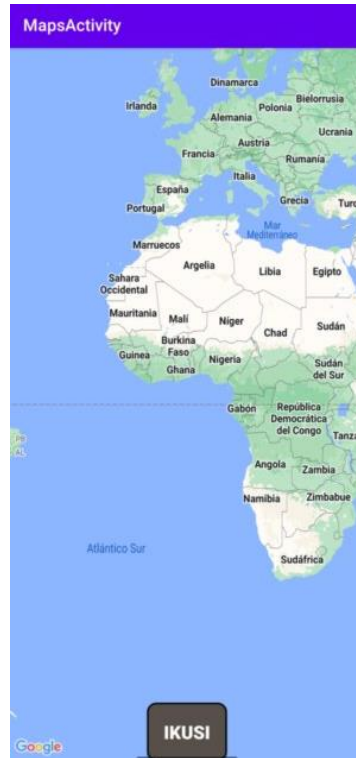 MapsActivity
Dinamarca
Irlanda
Polonia
Bielorrusia
Alemania
Ucrania
Austria
Francia
Rumanía
Italia
España
Grecia
Portugal
Mar
Mediterráneo
Marruecos
Argelia
Libia
Egipto
Sahara
Occidental
Mauritania
Malí
Níger
Chad
Sudán
Burkina
Faso
Guinea
Nigeria
Ghana
Sudán
del Sur
Gabón
República
Democrática
del Congo
PB
AL
Angola
Zambia
Namibia
Zimbabue
Atlántico Sur
Sudáfrica
IKUSI
Google